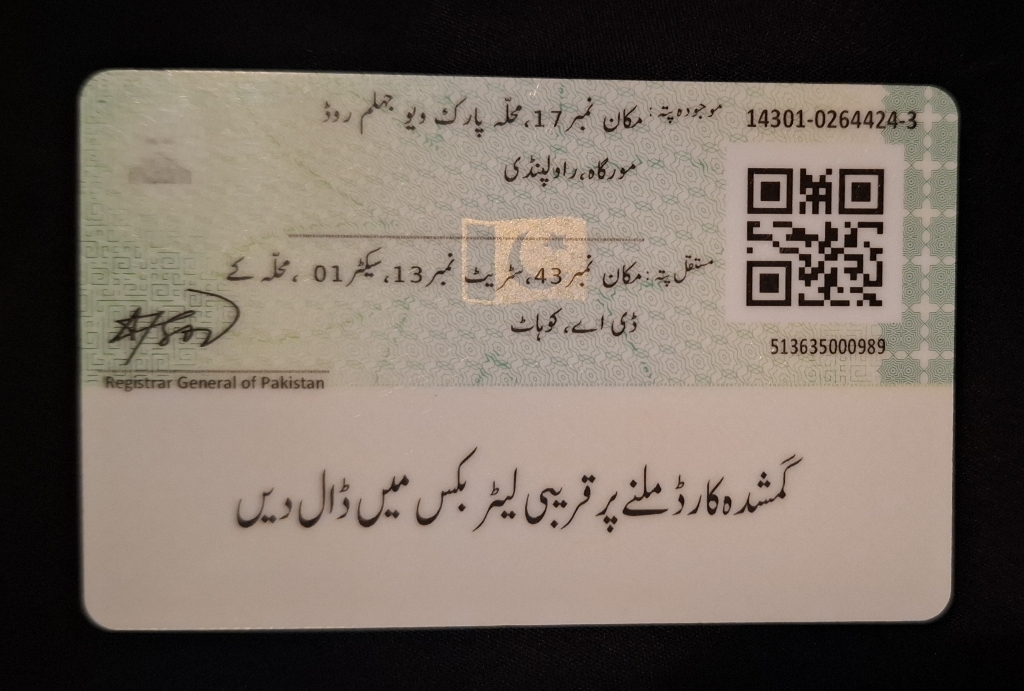 14301-0264424-3
موجودہ پتہ: مکان نمبر 17، محلّہ پارک ویو جہلم روڈ
مورگاہ، راولپنڈی
مستقل پتہ: مکان نمبر 43، سٹریٹ نمبر 13، سیکٹر 01 ، محلّہ کے
ڈی اے، کوہاٹ
513635000989
Registrar General of Pakistan
گمشدہ کارڈ ملنے پر قریبی لیٹر بکس میں ڈال دیں